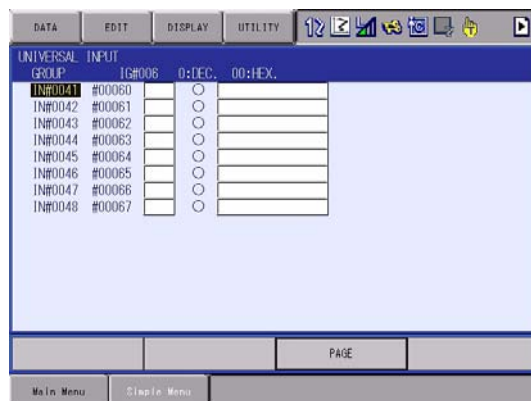 DATA EDIT DISPLAY UTILITY
UNIVERSAL INPUT
GROUP IG#006 0:DEC. 00:HEX.
IN#0041 #00060
IN#0042 #00061
IN#0043 #00062
IN#0044 #00063
IN#0045 #00064
IN#0046 #00065
IN#0047 #00066
IN#0048 #00067
PAGE
Main Menu Simple Menu